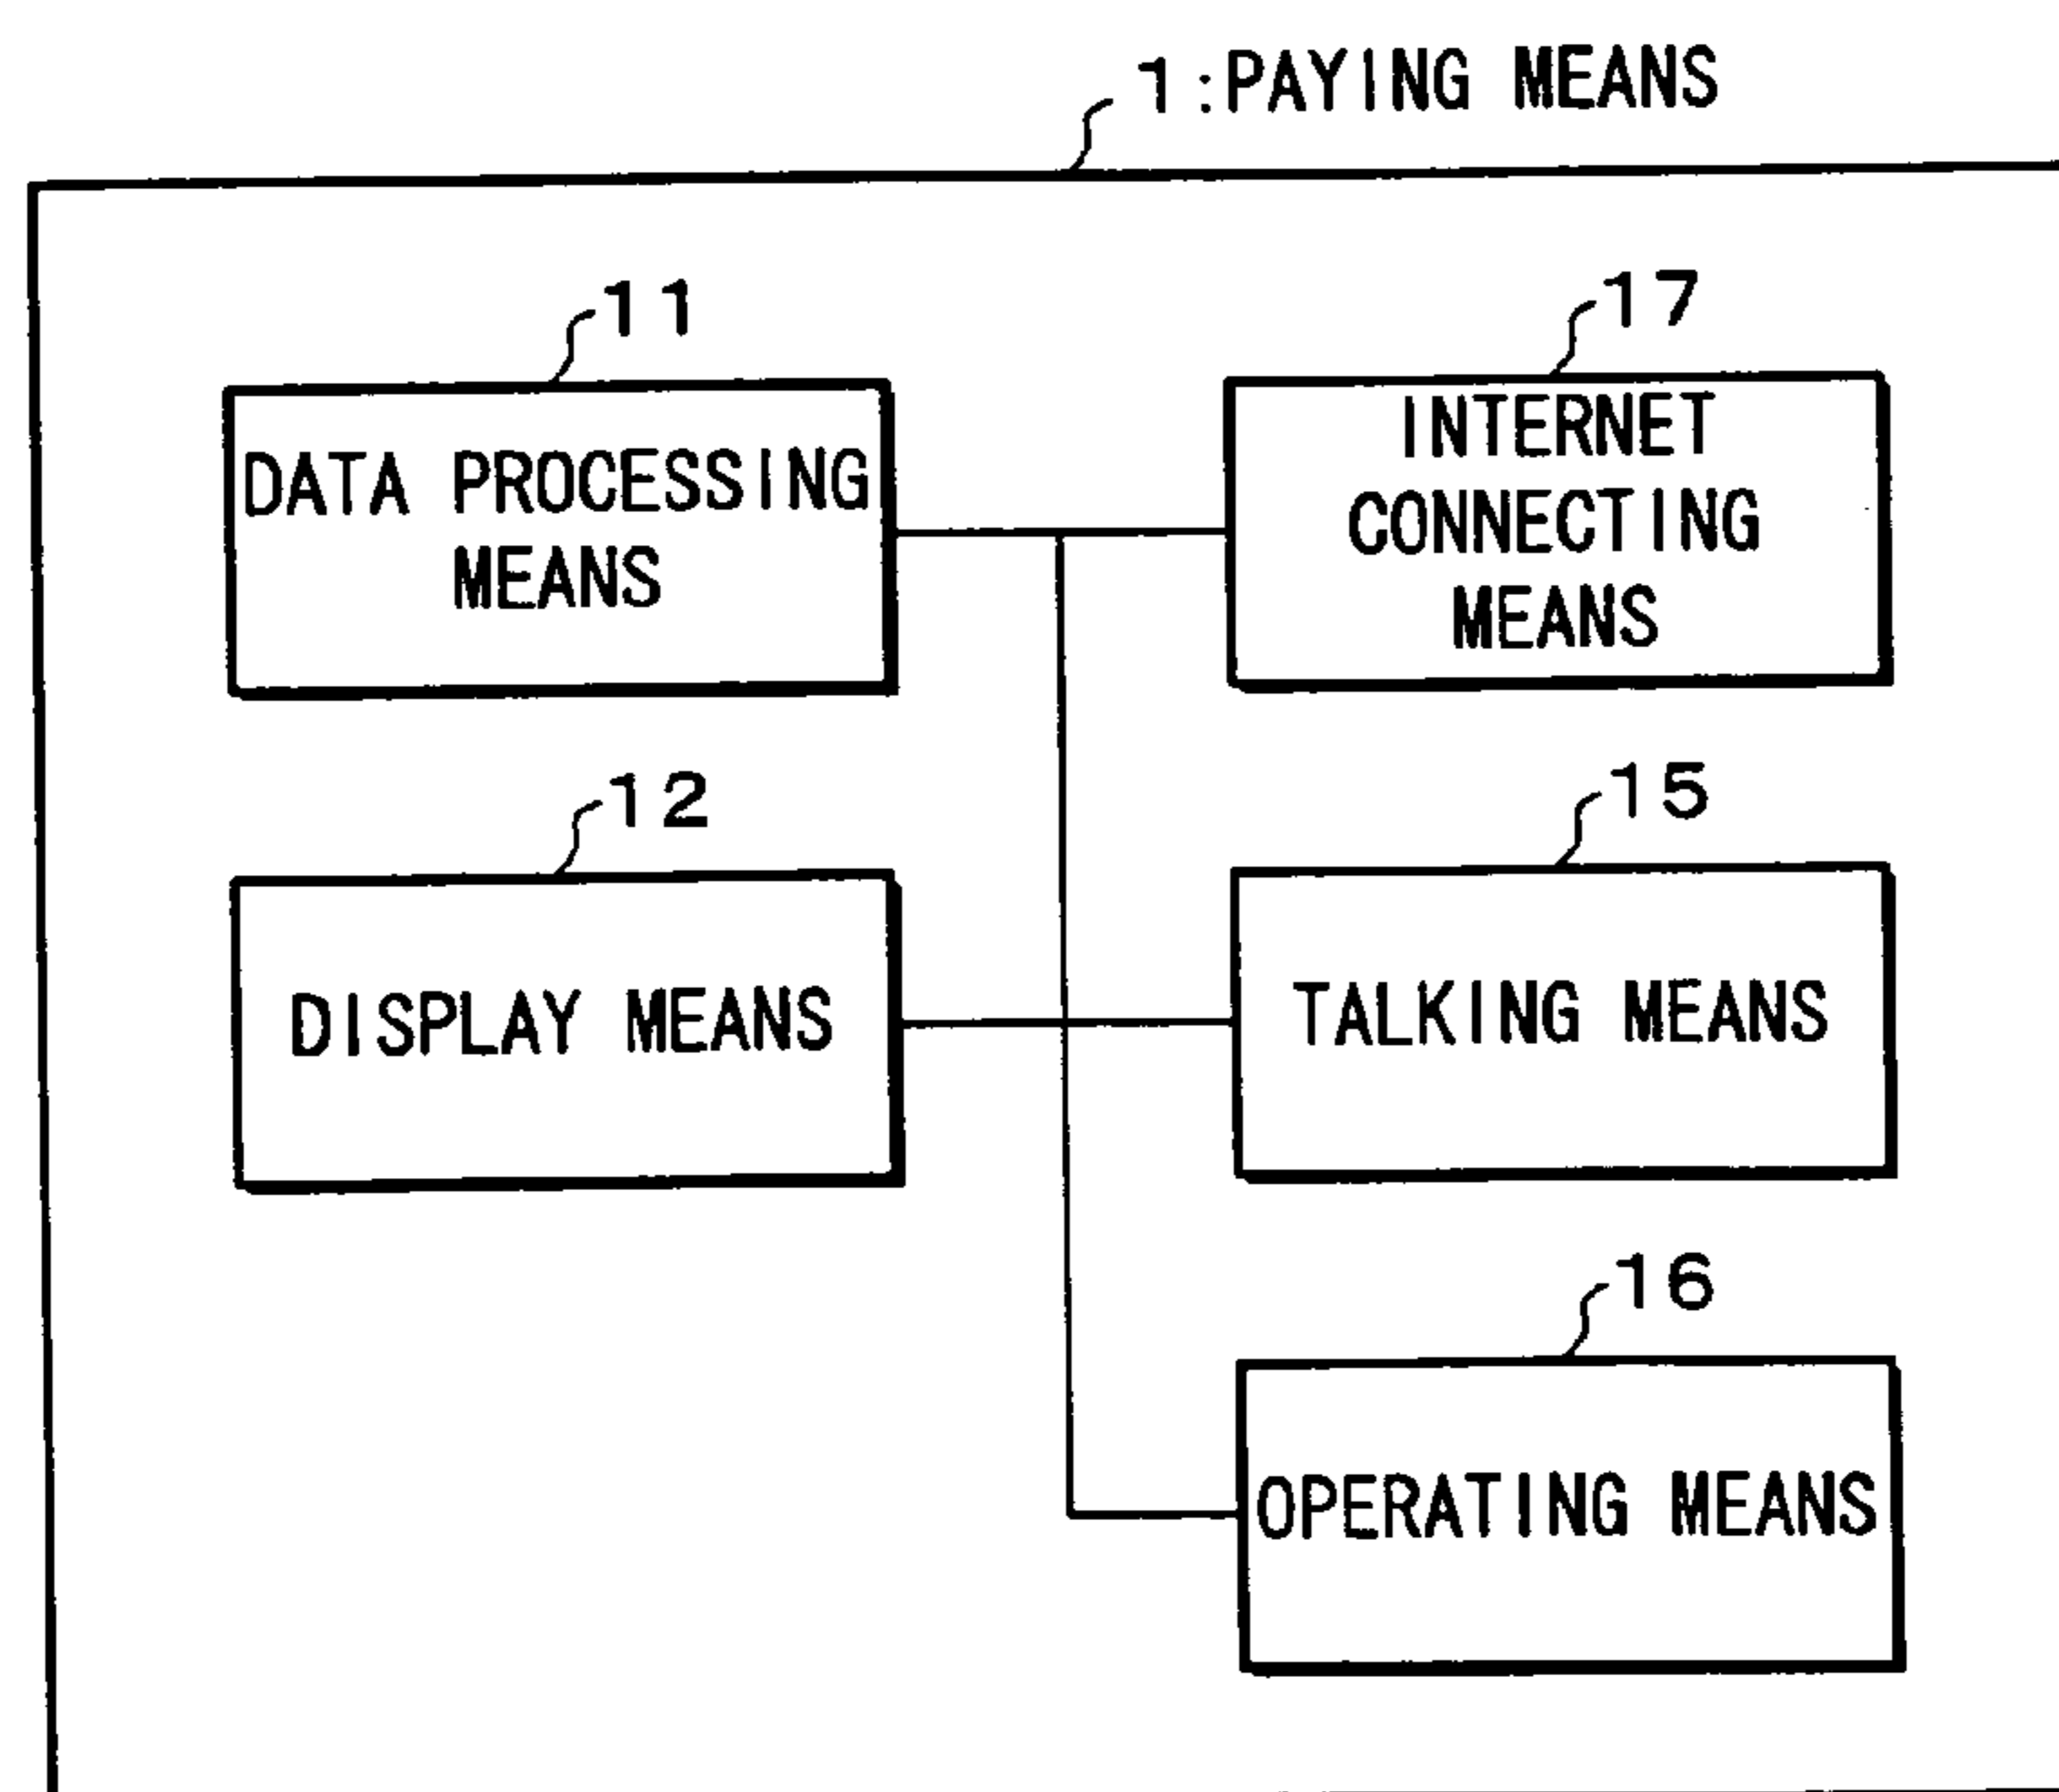 1:PAYING MEANS
11
DATA PROCESSING
MEANS
17
INTERNET
CONNECTING
MEANS
12
DISPLAY MEANS
15
TALKING MEANS
16
OPERATING MEANS